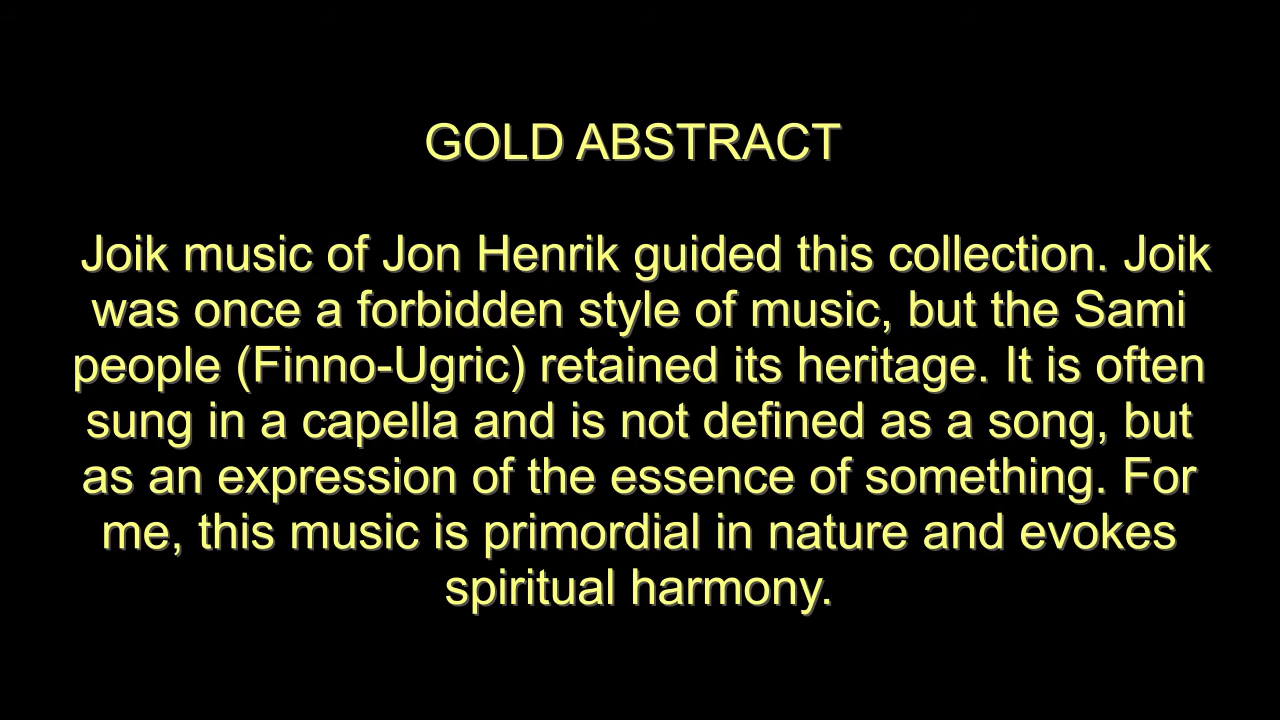 GOLD ABSTRACT
Joik music of Jon Henrik guided this collection. Joik
was once a forbidden style of music, but the Sami
people (Finno-Ugric) retained its heritage. It is often
sung in a capella and is not defined as a song, but
as an expression of the essence of something. For
me, this music is primordial in nature and evokes
spiritual harmony.